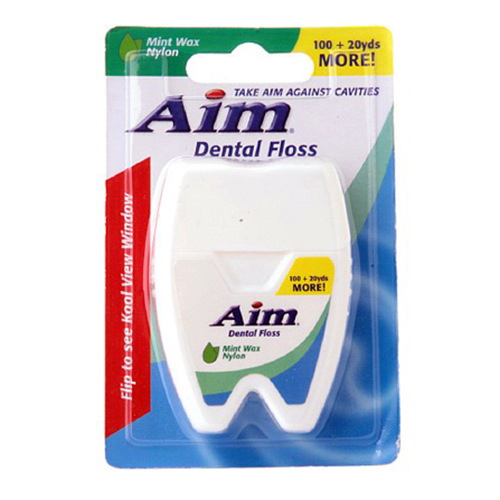 Mint Wax
Nylon
100 + 20yds
MORE!
TAKE AIM AGAINST CAVITIES
Aim®
Dental Floss
Flip to see Kool View Window
100 + 20yds
MORE!
Aim®
Dental Floss
Mint Wax
Nylon